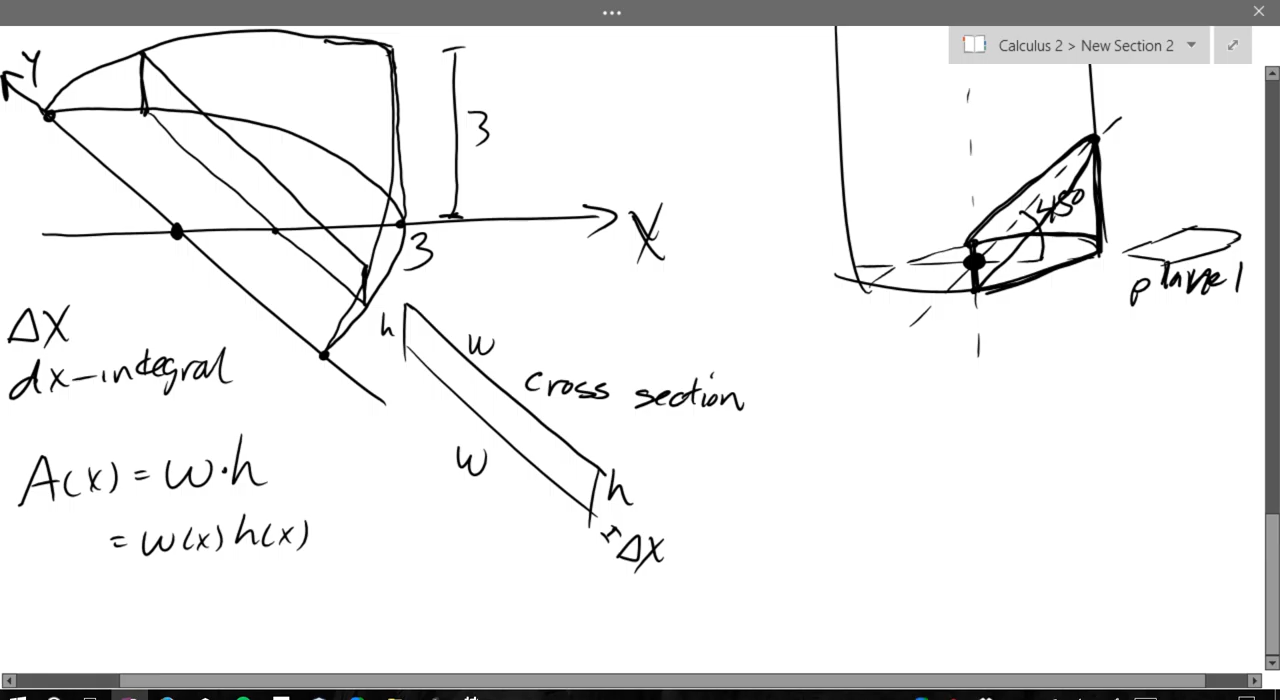 ...
Calculus 2 > New Section 2
Y
3
X
3
45°
plane 1
ΔX
dx-integral
h
w
cross section
w
h
ΔX
A(x) = w·h
= w(x) h(x)